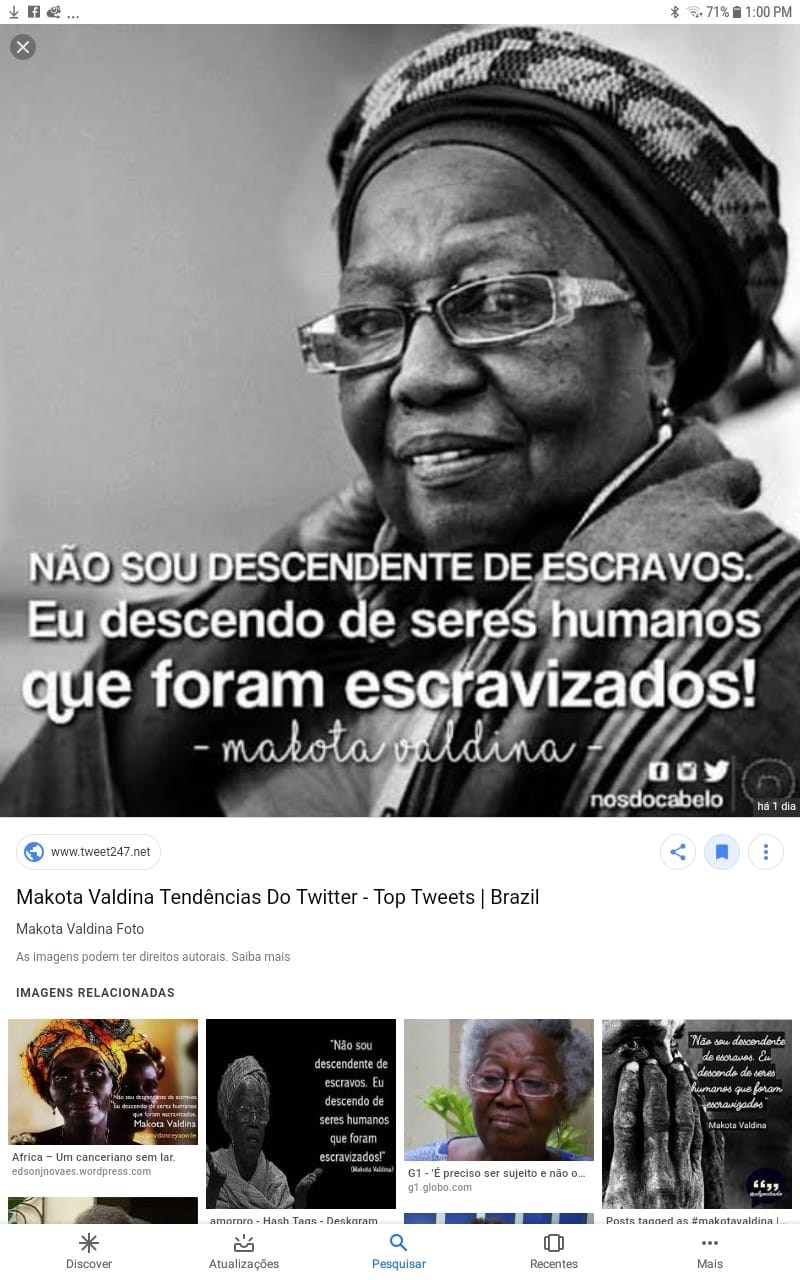 71% 1:00 PM
NÃO SOU DESCENDENTE DE ESCRAVOS.
Eu descendo de seres humanos
que foram escravizados!
- makota valdina -
nosdocabelo
há 1 dia
www.tweet247.net
Makota Valdina Tendências Do Twitter - Top Tweets | Brazil
Makota Valdina Foto
As imagens podem ter direitos autorais. Saiba mais
IMAGENS RELACIONADAS
Não sou descendente de escravos.
Eu descendo de seres humanos
que foram escravizados.
Makota Valdina
Africa – Um canceriano sem lar.
edsonjnovaes.wordpress.com
"Não sou
descendente de
escravos. Eu
descendo de
seres humanos
que foram
escravizados!"
(Makota Valdina)
amorpro - Hash Tags - Deskgram
G1 - 'É preciso ser sujeito e não o...
g1.globo.com
"Não sou descendente
de escravos. Eu
descendo de seres
humanos que foram
escravizados"
Makota Valdina
Posts tagged as #makotavaldina |...
Discover
Atualizações
Pesquisar
Recentes
Mais